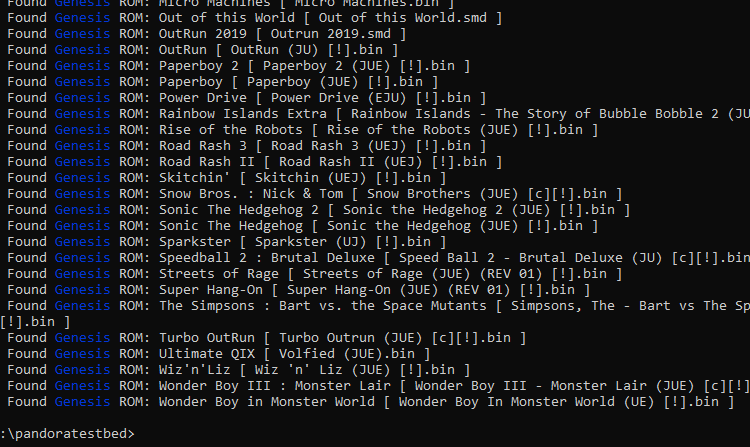 Found Genesis ROM: Micro Machines [ Micro Machines.bin ]
Found Genesis ROM: Out of this World [ Out of this World.smd ]
Found Genesis ROM: OutRun 2019 [ Outrun 2019.smd ]
Found Genesis ROM: OutRun [ OutRun (JU) [!].bin ]
Found Genesis ROM: Paperboy 2 [ Paperboy 2 (JUE) [!].bin ]
Found Genesis ROM: Paperboy [ Paperboy (JUE) [!].bin ]
Found Genesis ROM: Power Drive [ Power Drive (EJU) [!].bin ]
Found Genesis ROM: Rainbow Islands Extra [ Rainbow Islands - The Story of Bubble Bobble 2 (JU
Found Genesis ROM: Rise of the Robots [ Rise of the Robots (JUE) [!].bin ]
Found Genesis ROM: Road Rash 3 [ Road Rash 3 (UEJ) [!].bin ]
Found Genesis ROM: Road Rash II [ Road Rash II (UEJ) [!].bin ]
Found Genesis ROM: Skitchin' [ Skitchin (UEJ) [!].bin ]
Found Genesis ROM: Snow Bros. : Nick & Tom [ Snow Brothers (JUE) [c][!].bin ]
Found Genesis ROM: Sonic The Hedgehog 2 [ Sonic the Hedgehog 2 (JUE) [!].bin ]
Found Genesis ROM: Sonic The Hedgehog [ Sonic the Hedgehog (JUE) [!].bin ]
Found Genesis ROM: Sparkster [ Sparkster (UJ) [!].bin ]
Found Genesis ROM: Speedball 2 : Brutal Deluxe [ Speed Ball 2 - Brutal Deluxe (JU) [c][!].bin
Found Genesis ROM: Streets of Rage [ Streets of Rage (JUE) (REV 01) [!].bin ]
Found Genesis ROM: Super Hang-On [ Super Hang-On (JUE) (REV 01) [!].bin ]
Found Genesis ROM: The Simpsons : Bart vs. the Space Mutants [ Simpsons, The - Bart vs The Sp
[!].bin ]
Found Genesis ROM: Turbo OutRun [ Turbo Outrun (JUE) [c][!].bin ]
Found Genesis ROM: Ultimate QIX [ Volfied (JUE).bin ]
Found Genesis ROM: Wiz'n'Liz [ Wiz 'n' Liz (JUE) [!].bin ]
Found Genesis ROM: Wonder Boy III : Monster Lair [ Wonder Boy III - Monster Lair (JUE) [c][!]
Found Genesis ROM: Wonder Boy in Monster World [ Wonder Boy In Monster World (UE) [!].bin ]
:\pandoratestbed>